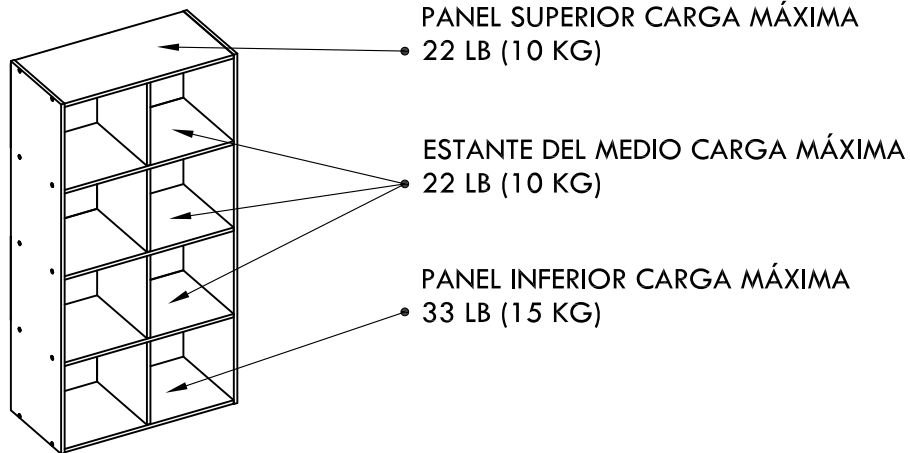 PANEL SUPERIOR CARGA MÁXIMA
22 LB (10 KG)
ESTANTE DEL MEDIO CARGA MÁXIMA
22 LB (10 KG)
PANEL INFERIOR CARGA MÁXIMA
33 LB (15 KG)